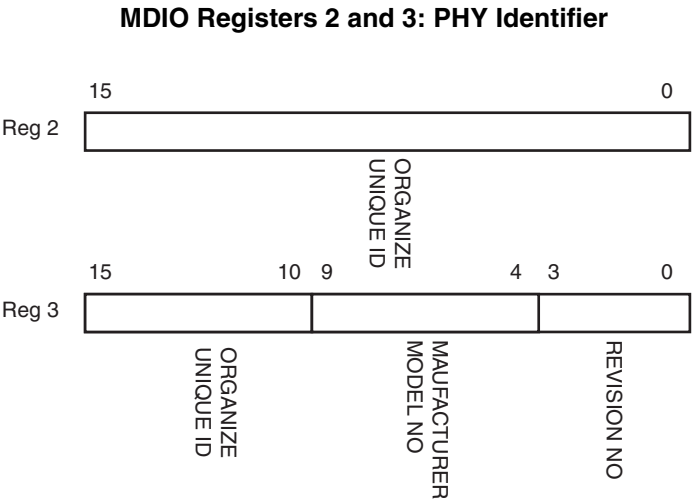 MDIO Registers 2 and 3: PHY Identifier
15 0
Reg 2
ORGANIZE
UNIQUE ID
15 10 9 4 3 0
Reg 3
ORGANIZE
UNIQUE ID
MAUFACTURER
MODEL NO
REVISION NO